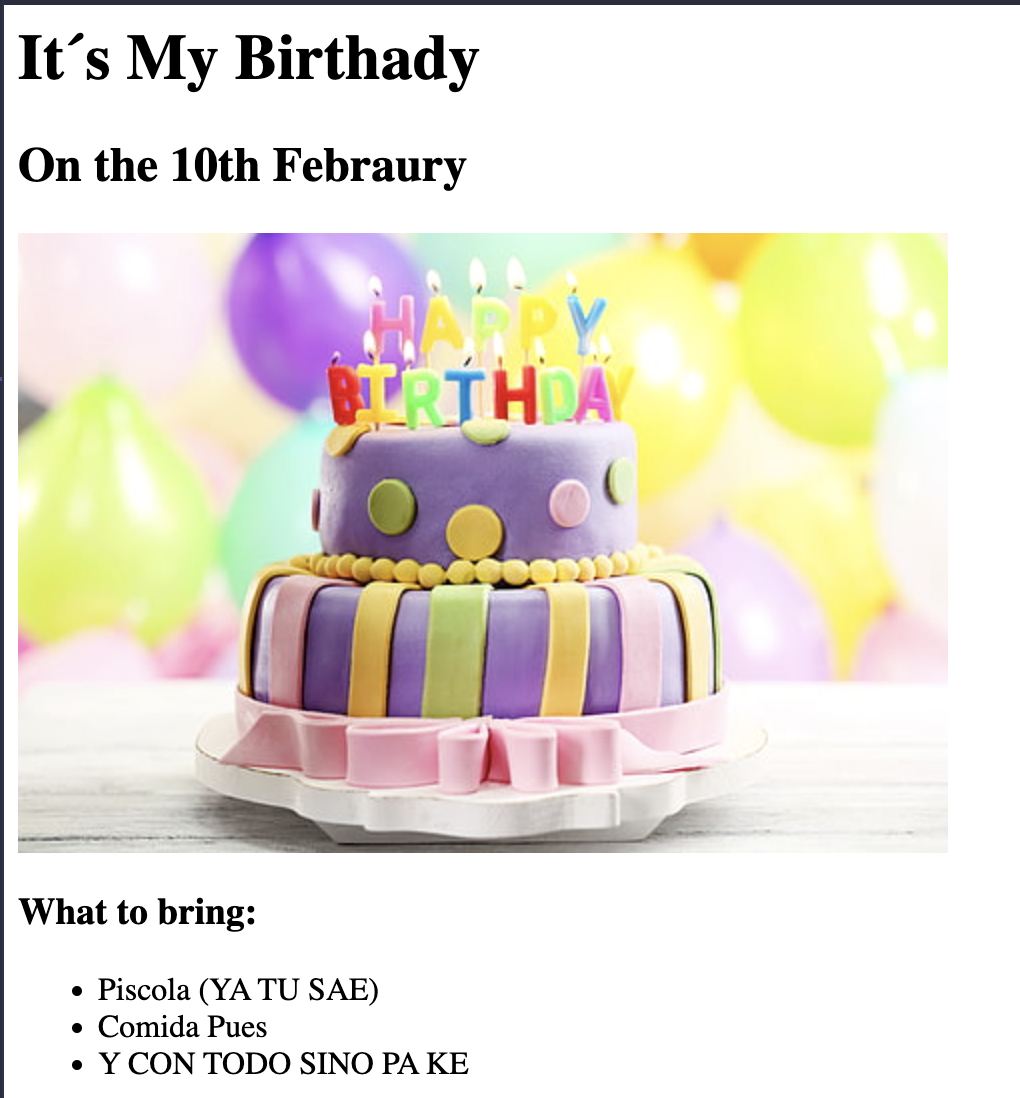 It´s My Birthady
On the 10th Febraury
HAPPY
BIRTHDAY
What to bring:
Piscola (YA TU SAE)
Comida Pues
Y CON TODO SINO PA KE